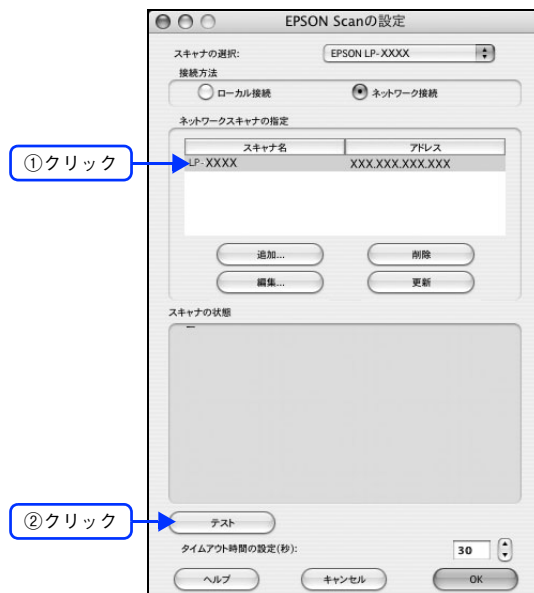 EPSON Scanの設定
スキャナの選択: EPSON LP-XXXX
接続方法
ローカル接続 ネットワーク接続
ネットワークスキャナの指定
スキャナ名 アドレス
①クリック LP-XXXX XXX.XXX.XXX.XXX
追加... 削除
編集... 更新
スキャナの状態
②クリック テスト
タイムアウト時間の設定(秒): 30
ヘルプ キャンセル OK